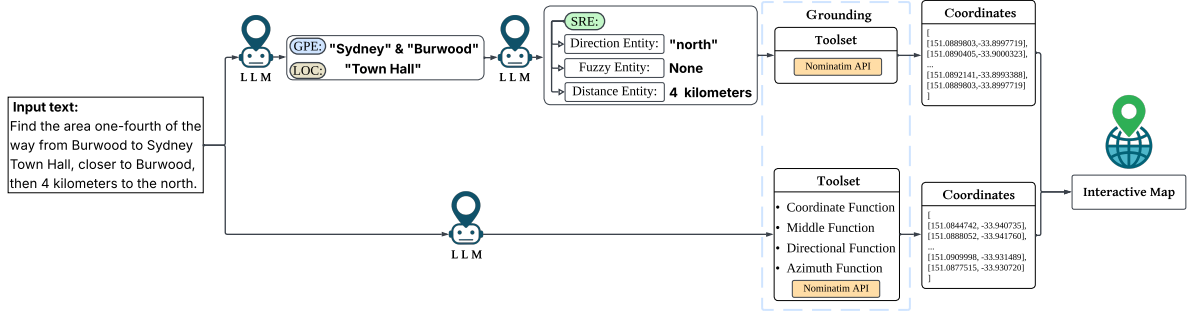 Input text:
Find the area one-fourth of the
way from Burwood to Sydney
Town Hall, closer to Burwood,
then 4 kilometers to the north.
LLM
GPE: "Sydney" & "Burwood"
LOC: "Town Hall"
LLM
SRE:
Direction Entity: "north"
Fuzzy Entity: None
Distance Entity: 4 kilometers
Grounding
Toolset
Nominatim API
Coordinates
[
[151.0889803,-33.8997719],
[151.0890405,-33.9000323],
...
[151.0892141,-33.8993388],
[151.0889803,-33.8997719]
]
LLM
Toolset
• Coordinate Function
• Middle Function
• Directional Function
• Azimuth Function
Nominatim API
Coordinates
[
[151.0844742, -33.940735],
[151.0888052, -33.941760],
...
[151.0909998, -33.931489],
[151.0877515, -33.930720]
]
Interactive Map